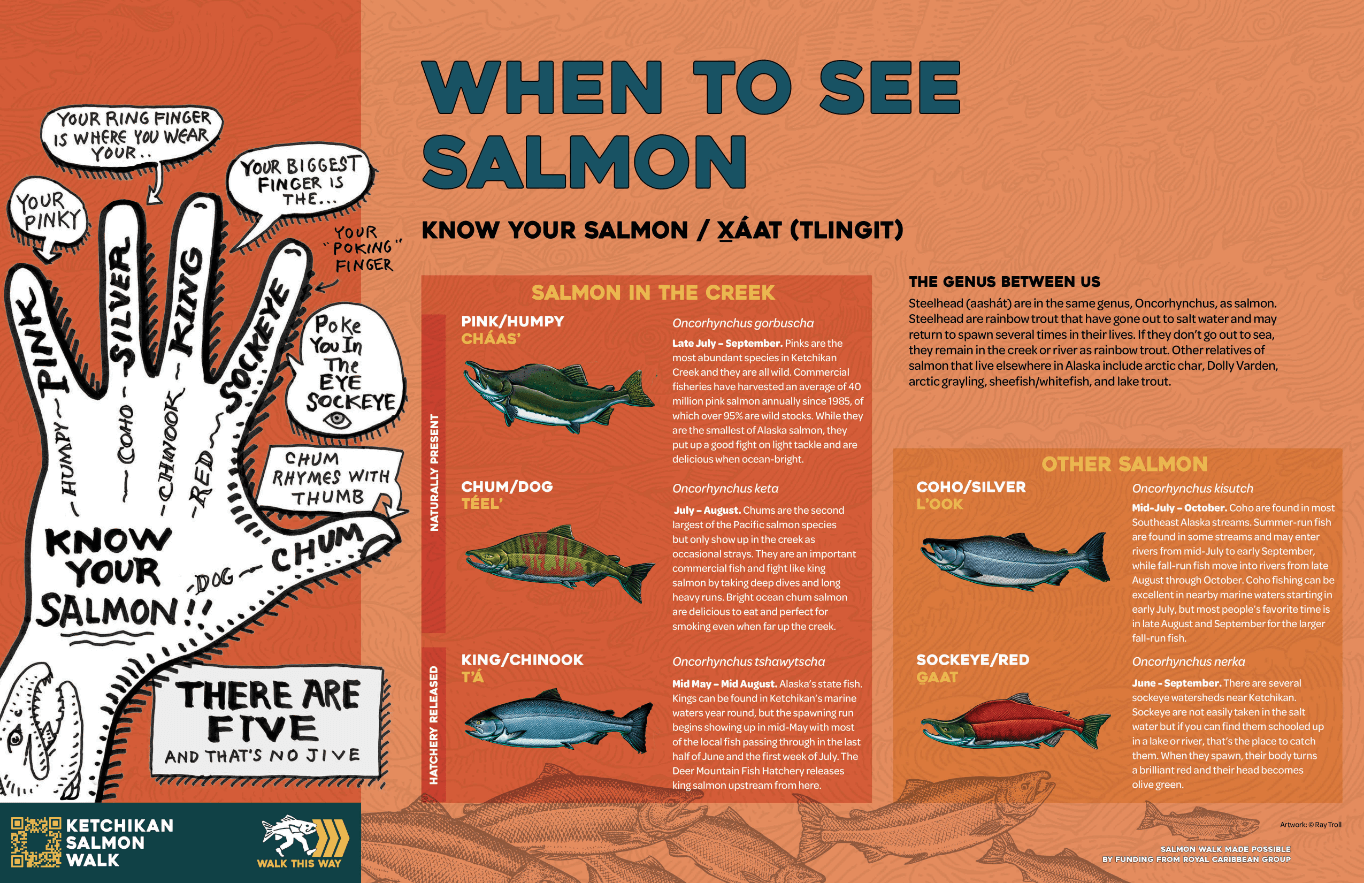 YOUR RING FINGER
IS WHERE YOU WEAR
YOUR..
YOUR BIGGEST
FINGER IS
THE...
YOUR
PINKY
YOUR
"POKING"
FINGER
PINK
SILVER
KING
SOCKEYE
Poke
You In
The
EYE
SOCKEYE
HUMPY
COHO
CHINOOK
RED
CHUM
RHYMES WITH
THUMB
KNOW
YOUR
SALMON!!
DOG
CHUM
THERE ARE
FIVE
AND THAT'S NO JIVE
KETCHIKAN
SALMON
WALK
WALK THIS WAY
WHEN TO SEE
SALMON
KNOW YOUR SALMON / X̲ÁAT (TLINGIT)
SALMON IN THE CREEK
NATURALLY PRESENT
PINK/HUMPY
CHÁAS'
Oncorhynchus gorbuscha
Late July – September. Pinks are the
most abundant species in Ketchikan
Creek and they are all wild. Commercial
fisheries have harvested an average of 40
million pink salmon annually since 1985, of
which over 95% are wild stocks. While they
are the smallest of Alaska salmon, they
put up a good fight on light tackle and are
delicious when ocean-bright.
CHUM/DOG
TÉEL'
Oncorhynchus keta
July – August. Chums are the second
largest of the Pacific salmon species
but only show up in the creek as
occasional strays. They are an important
commercial fish and fight like king
salmon by taking deep dives and long
heavy runs. Bright ocean chum salmon
are delicious to eat and perfect for
smoking even when far up the creek.
HATCHERY RELEASED
KING/CHINOOK
T'Á
Oncorhynchus tshawytscha
Mid May – Mid August. Alaska's state fish.
Kings can be found in Ketchikan's marine
waters year round, but the spawning run
begins showing up in mid-May with most
of the local fish passing through in the last
half of June and the first week of July. The
Deer Mountain Fish Hatchery releases
king salmon upstream from here.
THE GENUS BETWEEN US
Steelhead (aashát) are in the same genus, Oncorhynchus, as salmon.
Steelhead are rainbow trout that have gone out to salt water and may
return to spawn several times in their lives. If they don't go out to sea,
they remain in the creek or river as rainbow trout. Other relatives of
salmon that live elsewhere in Alaska include arctic char, Dolly Varden,
arctic grayling, sheefish/whitefish, and lake trout.
OTHER SALMON
COHO/SILVER
L'OOK
Oncorhynchus kisutch
Mid-July – October. Coho are found in most
Southeast Alaska streams. Summer-run fish
are found in some streams and may enter
rivers from mid-July to early September,
while fall-run fish move into rivers from late
August through October. Coho fishing can be
excellent in nearby marine waters starting in
early July, but most people's favorite time is
in late August and September for the larger
fall-run fish.
SOCKEYE/RED
GAAT
Oncorhynchus nerka
June - September. There are several
sockeye watersheds near Ketchikan.
Sockeye are not easily taken in the salt
water but if you can find them schooled up
in a lake or river, that's the place to catch
them. When they spawn, their body turns
a brilliant red and their head becomes
olive green.
Artwork: © Ray Troll
SALMON WALK MADE POSSIBLE
BY FUNDING FROM ROYAL CARIBBEAN GROUP